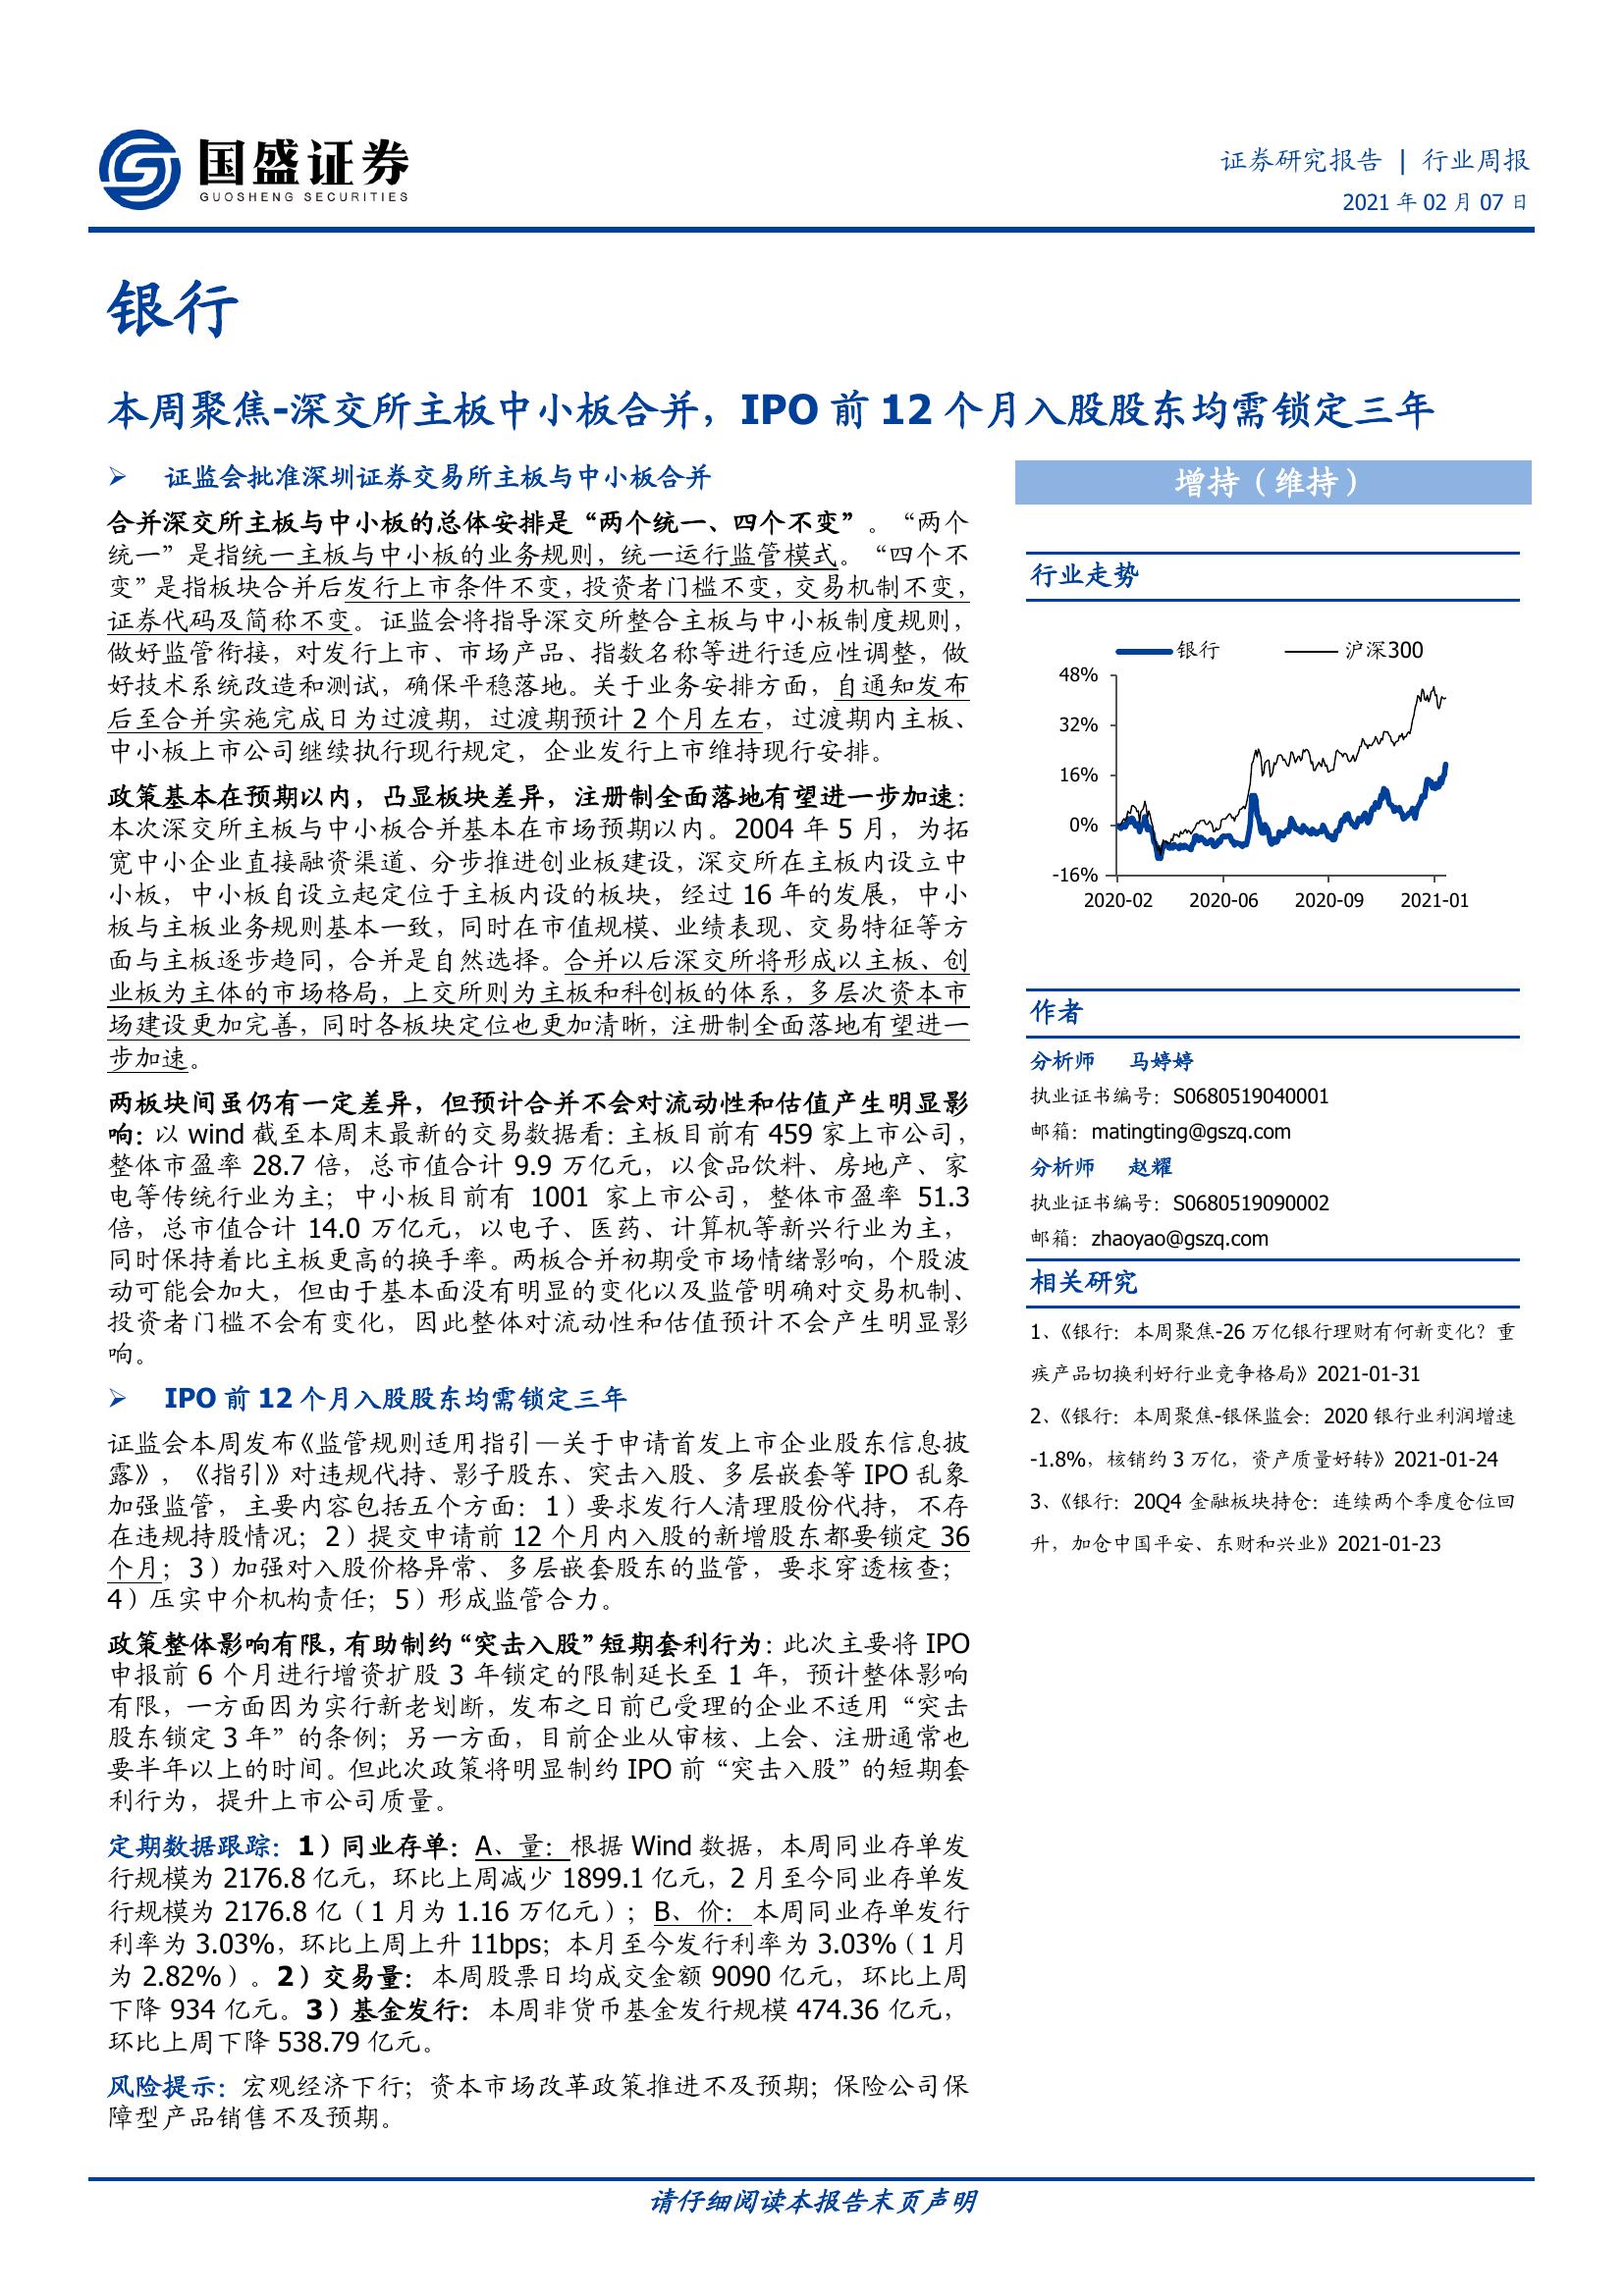 国盛证券
GUOSHENG SECURITIES
证券研究报告 | 行业周报
2021 年 02 月 07 日
银行
本周聚焦-深交所主板中小板合并，IPO 前 12 个月入股股东均需锁定三年
➢ 证监会批准深圳证券交易所主板与中小板合并
合并深交所主板与中小板的总体安排是“两个统一、四个不变”。“两个
统一”是指统一主板与中小板的业务规则，统一运行监管模式。“四个不
变”是指板块合并后发行上市条件不变，投资者门槛不变，交易机制不变，
证券代码及简称不变。证监会将指导深交所整合主板与中小板制度规则，
做好监管衔接，对发行上市、市场产品、指数名称等进行适应性调整，做
好技术系统改造和测试，确保平稳落地。关于业务安排方面，自通知发布
后至合并实施完成日为过渡期，过渡期预计 2 个月左右，过渡期内主板、
中小板上市公司继续执行现行规定，企业发行上市维持现行安排。
政策基本在预期以内，凸显板块差异，注册制全面落地有望进一步加速：
本次深交所主板与中小板合并基本在市场预期以内。2004 年 5 月，为拓
宽中小企业直接融资渠道、分步推进创业板建设，深交所在主板内设立中
小板，中小板自设立起定位于主板内设的板块，经过 16 年的发展，中小
板与主板业务规则基本一致，同时在市值规模、业绩表现、交易特征等方
面与主板逐步趋同，合并是自然选择。合并以后深交所将形成以主板、创
业板为主体的市场格局，上交所则为主板和科创板的体系，多层次资本市
场建设更加完善，同时各板块定位也更加清晰，注册制全面落地有望进一
步加速。
两板块间虽仍有一定差异，但预计合并不会对流动性和估值产生明显影
响：以 wind 截至本周末最新的交易数据看：主板目前有 459 家上市公司，
整体市盈率 28.7 倍，总市值合计 9.9 万亿元，以食品饮料、房地产、家
电等传统行业为主；中小板目前有 1001 家上市公司，整体市盈率 51.3
倍，总市值合计 14.0 万亿元，以电子、医药、计算机等新兴行业为主，
同时保持着比主板更高的换手率。两板合并初期受市场情绪影响，个股波
动可能会加大，但由于基本面没有明显的变化以及监管明确对交易机制、
投资者门槛不会有变化，因此整体对流动性和估值预计不会产生明显影
响。
➢ IPO 前 12 个月入股股东均需锁定三年
证监会本周发布《监管规则适用指引—关于申请首发上市企业股东信息披
露》，《指引》对违规代持、影子股东、突击入股、多层嵌套等 IPO 乱象
加强监管，主要内容包括五个方面：1）要求发行人清理股份代持，不存
在违规持股情况；2）提交申请前 12 个月内入股的新增股东都要锁定 36
个月；3）加强对入股价格异常、多层嵌套股东的监管，要求穿透核查；
4）压实中介机构责任；5）形成监管合力。
政策整体影响有限，有助制约“突击入股”短期套利行为：此次主要将 IPO
申报前 6 个月进行增资扩股 3 年锁定的限制延长至 1 年，预计整体影响
有限，一方面因为实行新老划断，发布之日前已受理的企业不适用“突击
股东锁定 3 年”的条例；另一方面，目前企业从审核、上会、注册通常也
要半年以上的时间。但此次政策将明显制约 IPO 前“突击入股”的短期套
利行为，提升上市公司质量。
定期数据跟踪：1）同业存单：A、量：根据 Wind 数据，本周同业存单发
行规模为 2176.8 亿元，环比上周减少 1899.1 亿元，2 月至今同业存单发
行规模为 2176.8 亿（1 月为 1.16 万亿元）；B、价：本周同业存单发行
利率为 3.03%，环比上周上升 11bps；本月至今发行利率为 3.03%（1 月
为 2.82%）。2）交易量：本周股票日均成交金额 9090 亿元，环比上周
下降 934 亿元。3）基金发行：本周非货币基金发行规模 474.36 亿元，
环比上周下降 538.79 亿元。
风险提示：宏观经济下行；资本市场改革政策推进不及预期；保险公司保
障型产品销售不及预期。
增持（维持）
行业走势
银行 沪深300
48%
32%
16%
0%
-16%
2020-02 2020-06 2020-09 2021-01
作者
分析师 马婷婷
执业证书编号：S0680519040001
邮箱：matingting@gszq.com
分析师 赵耀
执业证书编号：S0680519090002
邮箱：zhaoyao@gszq.com
相关研究
1、《银行：本周聚焦-26 万亿银行理财有何新变化？重
疾产品切换利好行业竞争格局》2021-01-31
2、《银行：本周聚焦-银保监会：2020 银行业利润增速
-1.8%，核销约 3 万亿，资产质量好转》2021-01-24
3、《银行：20Q4 金融板块持仓：连续两个季度仓位回
升，加仓中国平安、东财和兴业》2021-01-23
请仔细阅读本报告末页声明